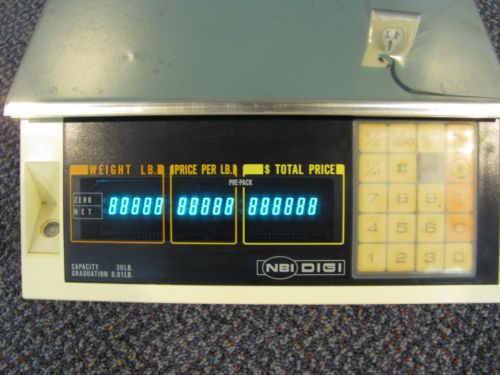 WEIGHT LB. PRICE PER LB. $ TOTAL PRICE
PRE-PACK
ZERO
NET
88888 88888 888888
NBI DIGI
CAPACITY 30LB.
GRADUATION 0.01LB.
7 8 9
4 5 6
1 2 3
0